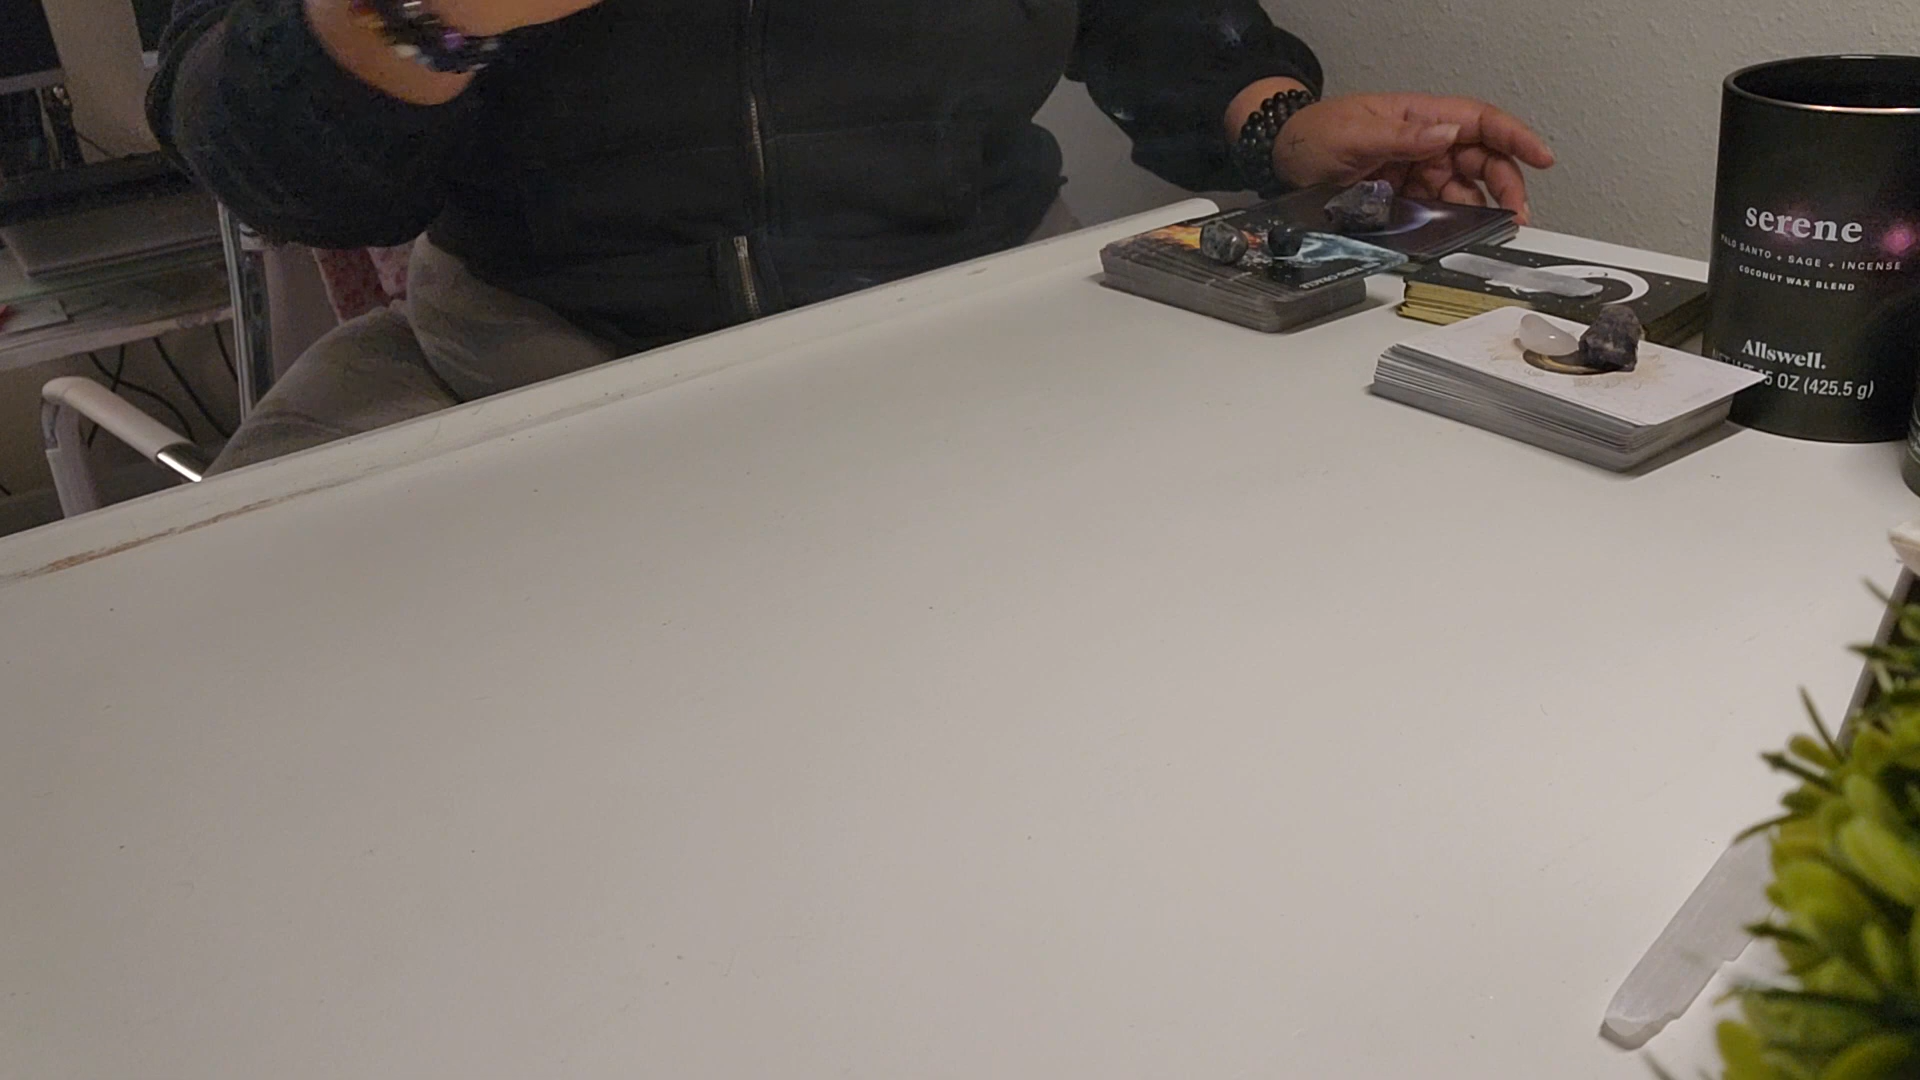 serene
PALO SANTO + SAGE + INCENSE
COCONUT WAX BLEND
Allswell.
15 OZ (425.5 g)